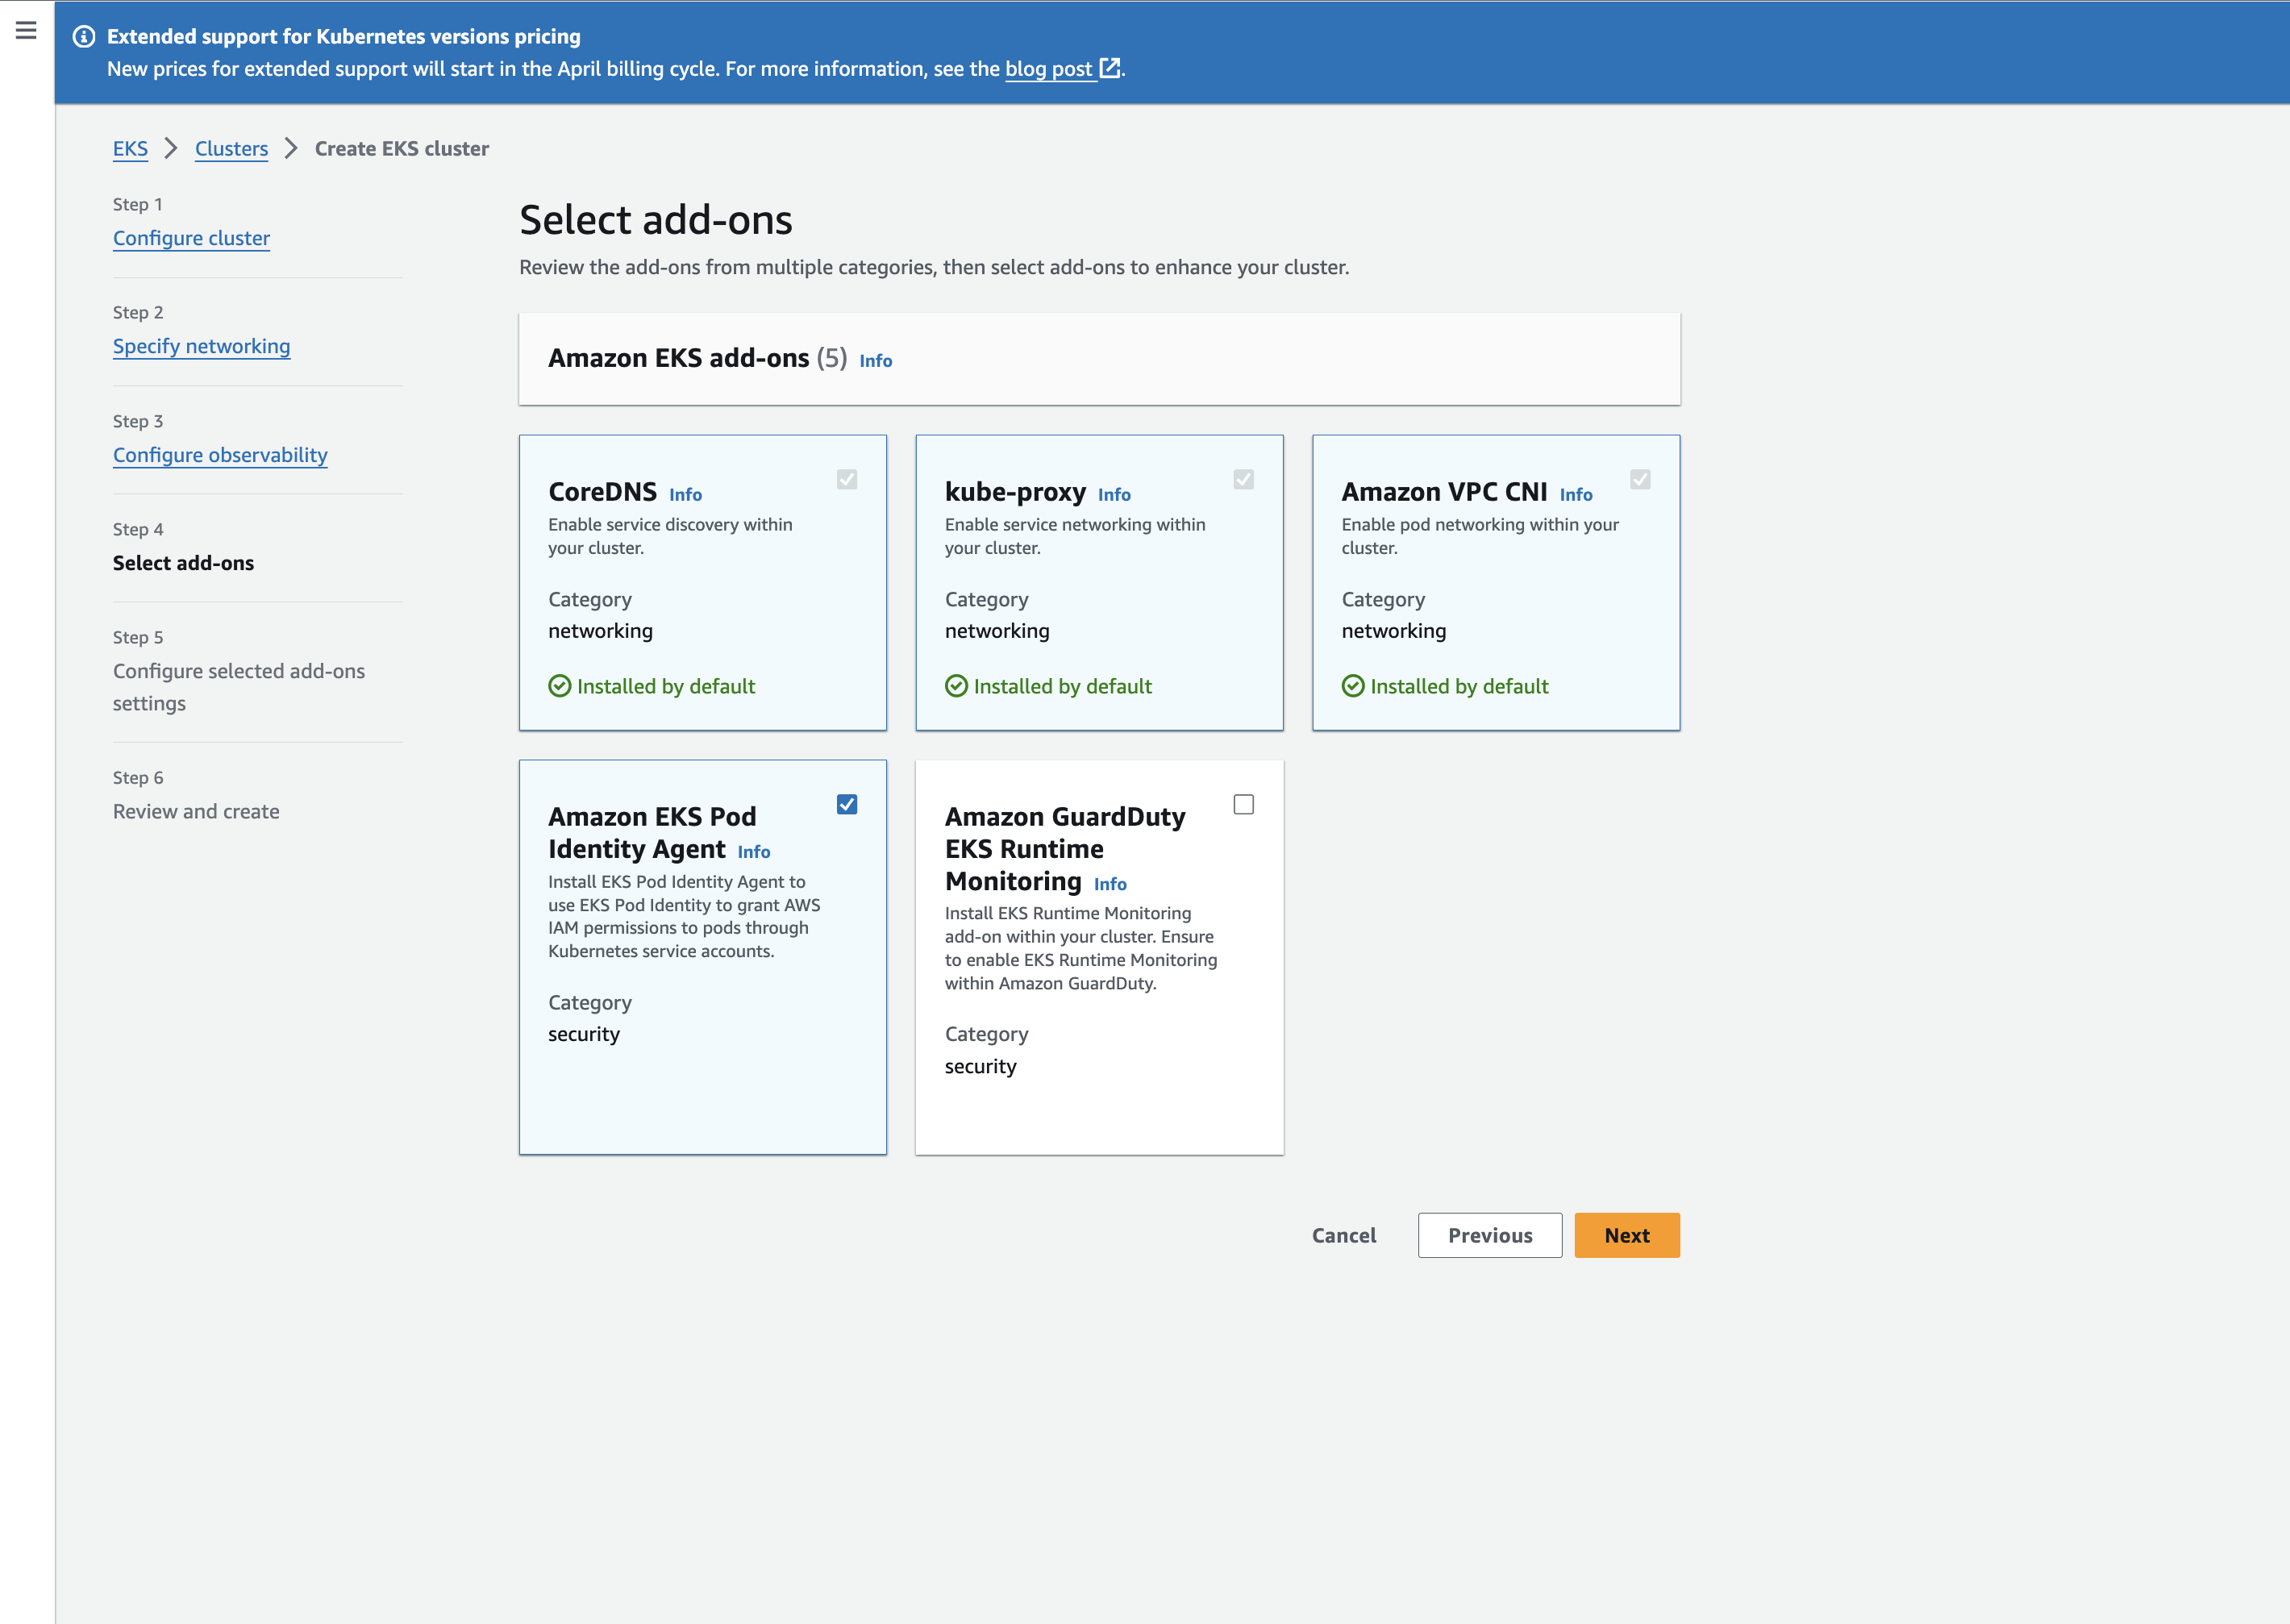 Extended support for Kubernetes versions pricing
New prices for extended support will start in the April billing cycle. For more information, see the blog post.
EKS
Clusters
Create EKS cluster
Step 1
Configure cluster
Step 2
Specify networking
Step 3
Configure observability
Step 4
Select add-ons
Step 5
Configure selected add-ons
settings
Step 6
Review and create
Select add-ons
Review the add-ons from multiple categories, then select add-ons to enhance your cluster.
Amazon EKS add-ons (5) Info
CoreDNS Info
Enable service discovery within
your cluster.
Category
networking
Installed by default
kube-proxy Info
Enable service networking within
your cluster.
Category
networking
Installed by default
Amazon VPC CNI Info
Enable pod networking within your
cluster.
Category
networking
Installed by default
Amazon EKS Pod
Identity Agent Info
Install EKS Pod Identity Agent to
use EKS Pod Identity to grant AWS
IAM permissions to pods through
Kubernetes service accounts.
Category
security
Amazon GuardDuty
EKS Runtime
Monitoring Info
Install EKS Runtime Monitoring
add-on within your cluster. Ensure
to enable EKS Runtime Monitoring
within Amazon GuardDuty.
Category
security
Cancel
Previous
Next